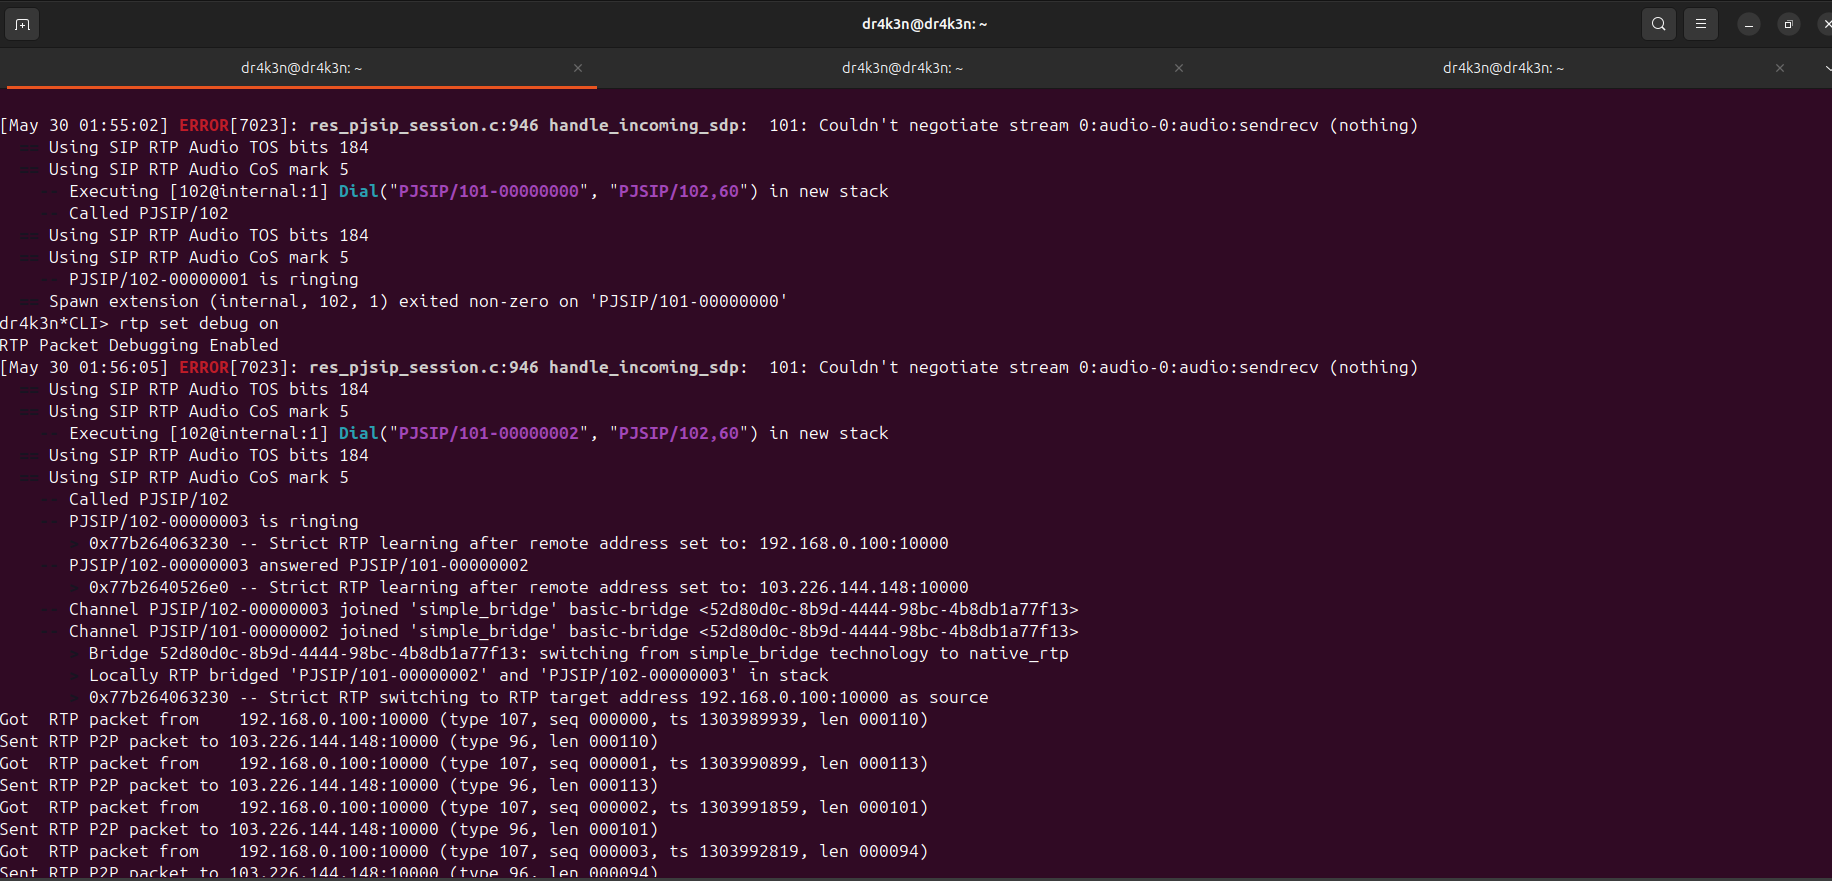 dr4k3n@dr4k3n: ~
dr4k3n@dr4k3n: ~ dr4k3n@dr4k3n: ~ dr4k3n@dr4k3n: ~
[May 30 01:55:02] ERROR[7023]: res_pjsip_session.c:946 handle_incoming_sdp:  101: Couldn't negotiate stream 0:audio-0:audio:sendrecv (nothing)
== Using SIP RTP Audio TOS bits 184
== Using SIP RTP Audio CoS mark 5
Executing [102@internal:1] Dial("PJSIP/101-00000000", "PJSIP/102,60") in new stack
Called PJSIP/102
== Using SIP RTP Audio TOS bits 184
== Using SIP RTP Audio CoS mark 5
PJSIP/102-00000001 is ringing
Spawn extension (internal, 102, 1) exited non-zero on 'PJSIP/101-00000000'
dr4k3n*CLI> rtp set debug on
RTP Packet Debugging Enabled
[May 30 01:56:05] ERROR[7023]: res_pjsip_session.c:946 handle_incoming_sdp:  101: Couldn't negotiate stream 0:audio-0:audio:sendrecv (nothing)
== Using SIP RTP Audio TOS bits 184
== Using SIP RTP Audio CoS mark 5
Executing [102@internal:1] Dial("PJSIP/101-00000002", "PJSIP/102,60") in new stack
== Using SIP RTP Audio TOS bits 184
== Using SIP RTP Audio CoS mark 5
Called PJSIP/102
PJSIP/102-00000003 is ringing
0x77b264063230 -- Strict RTP learning after remote address set to: 192.168.0.100:10000
PJSIP/102-00000003 answered PJSIP/101-00000002
0x77b2640526e0 -- Strict RTP learning after remote address set to: 103.226.144.148:10000
Channel PJSIP/102-00000003 joined 'simple_bridge' basic-bridge <52d80d0c-8b9d-4444-98bc-4b8db1a77f13>
Channel PJSIP/101-00000002 joined 'simple_bridge' basic-bridge <52d80d0c-8b9d-4444-98bc-4b8db1a77f13>
Bridge 52d80d0c-8b9d-4444-98bc-4b8db1a77f13: switching from simple_bridge technology to native_rtp
Locally RTP bridged 'PJSIP/101-00000002' and 'PJSIP/102-00000003' in stack
0x77b264063230 -- Strict RTP switching to RTP target address 192.168.0.100:10000 as source
Got  RTP packet from    192.168.0.100:10000 (type 107, seq 000000, ts 1303989939, len 000110)
Sent RTP P2P packet to 103.226.144.148:10000 (type 96, len 000110)
Got  RTP packet from    192.168.0.100:10000 (type 107, seq 000001, ts 1303990899, len 000113)
Sent RTP P2P packet to 103.226.144.148:10000 (type 96, len 000113)
Got  RTP packet from    192.168.0.100:10000 (type 107, seq 000002, ts 1303991859, len 000101)
Sent RTP P2P packet to 103.226.144.148:10000 (type 96, len 000101)
Got  RTP packet from    192.168.0.100:10000 (type 107, seq 000003, ts 1303992819, len 000094)
Sent RTP P2P packet to 103.226.144.148:10000 (type 96, len 000094)